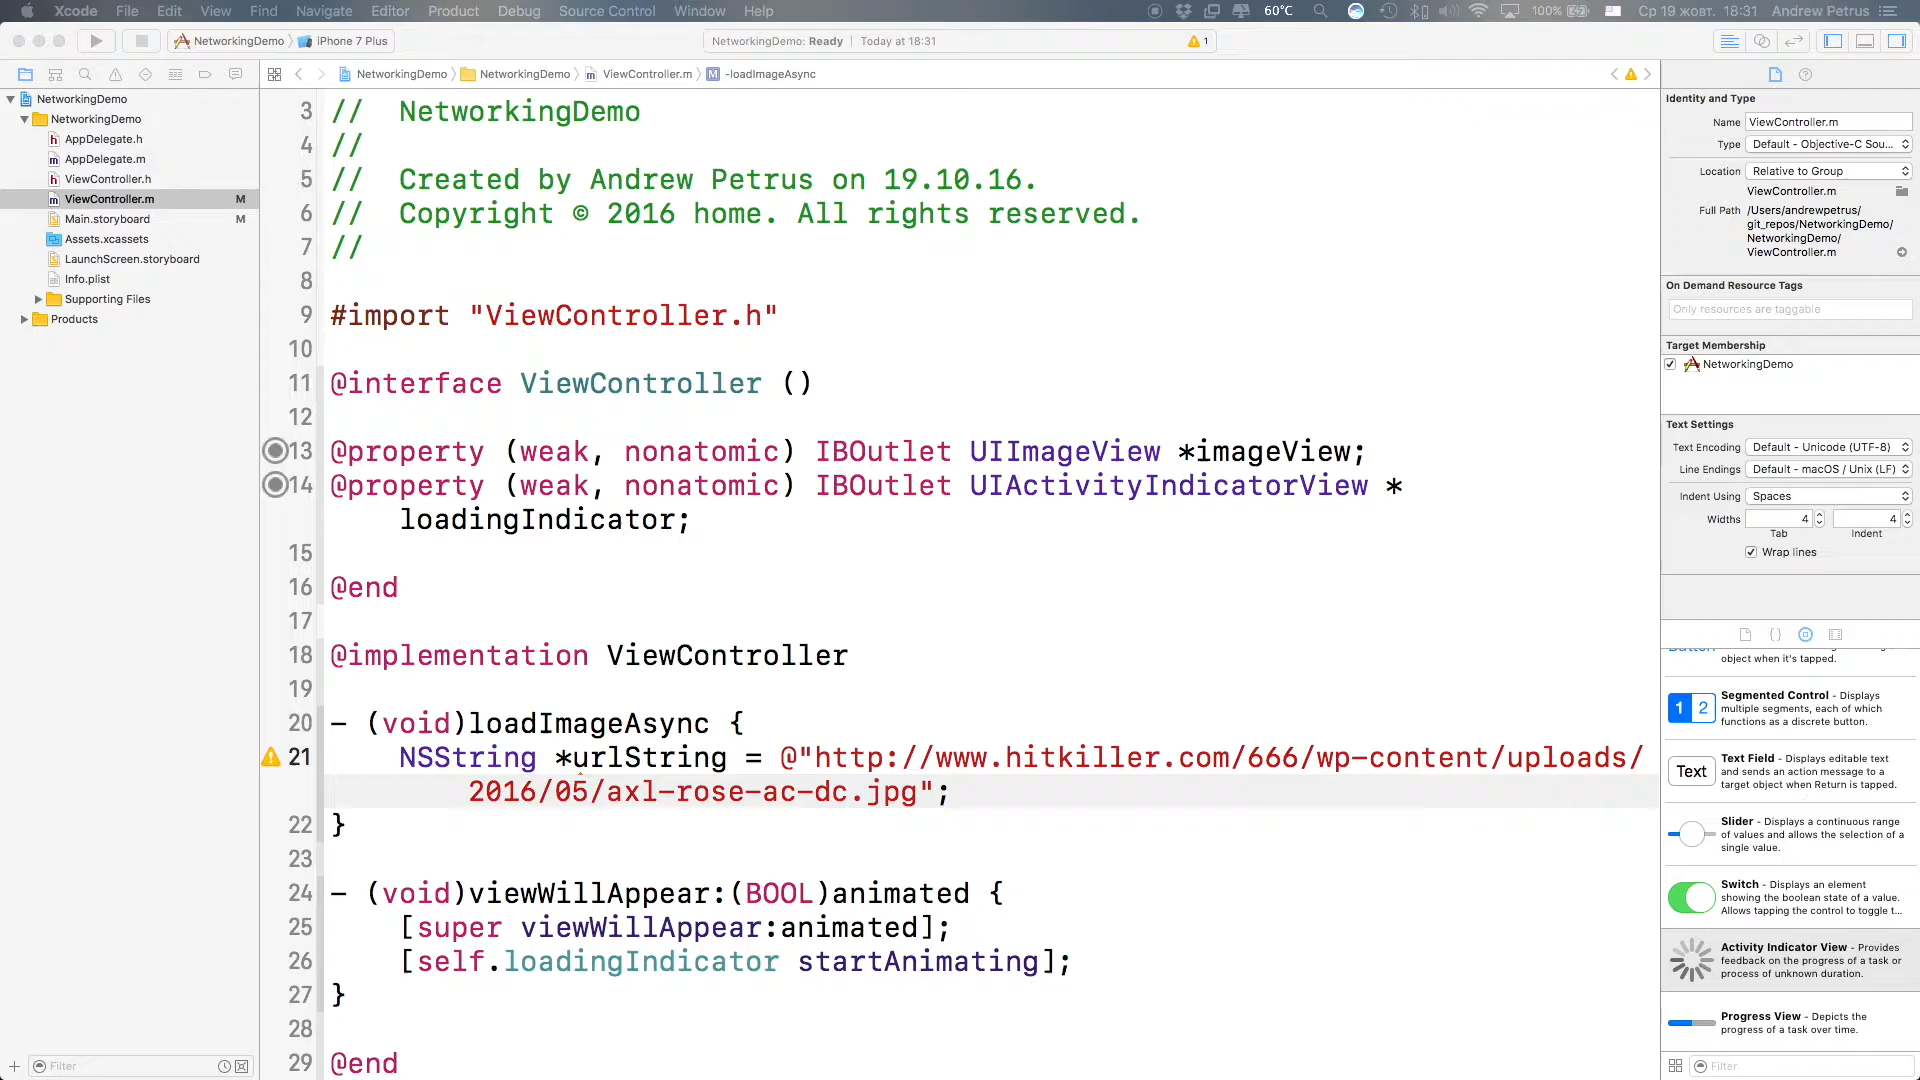 Xcode File Edit View Find Navigate Editor Product Debug Source Control Window Help 60°C 100% Ср 19 жовт. 18:31 Andrew Petrus
NetworkingDemo iPhone 7 Plus NetworkingDemo: Ready Today at 18:31 1
NetworkingDemo NetworkingDemo ViewController.m M -loadImageAsync
NetworkingDemo
NetworkingDemo
h AppDelegate.h
m AppDelegate.m
h ViewController.h
m ViewController.m M
Main.storyboard M
Assets.xcassets
LaunchScreen.storyboard
Info.plist
Supporting Files
Products
Filter
3 //  NetworkingDemo
4 //
5 //  Created by Andrew Petrus on 19.10.16.
6 //  Copyright © 2016 home. All rights reserved.
7 //
8
9 #import "ViewController.h"
10
11 @interface ViewController ()
12
13 @property (weak, nonatomic) IBOutlet UIImageView *imageView;
14 @property (weak, nonatomic) IBOutlet UIActivityIndicatorView *
loadingIndicator;
15
16 @end
17
18 @implementation ViewController
19
20 - (void)loadImageAsync {
21 NSString *urlString = @"http://www.hitkiller.com/666/wp-content/uploads/
2016/05/axl-rose-ac-dc.jpg";
22 }
23
24 - (void)viewWillAppear:(BOOL)animated {
25 [super viewWillAppear:animated];
26 [self.loadingIndicator startAnimating];
27 }
28
29 @end
Identity and Type
Name ViewController.m
Type Default - Objective-C Sou...
Location Relative to Group
ViewController.m
Full Path /Users/andrewpetrus/
git_repos/NetworkingDemo/
NetworkingDemo/
ViewController.m
On Demand Resource Tags
Only resources are taggable
Target Membership
NetworkingDemo
Text Settings
Text Encoding Default - Unicode (UTF-8)
Line Endings Default - macOS / Unix (LF)
Indent Using Spaces
Widths 4 4
Tab Indent
Wrap lines
object when it's tapped.
1 2 Segmented Control - Displays
multiple segments, each of which
functions as a discrete button.
Text Text Field - Displays editable text
and sends an action message to a
target object when Return is tapped.
Slider - Displays a continuous range
of values and allows the selection of a
single value.
Switch - Displays an element
showing the boolean state of a value.
Allows tapping the control to toggle t...
Activity Indicator View - Provides
feedback on the progress of a task or
process of unknown duration.
Progress View - Depicts the
progress of a task over time.
Filter